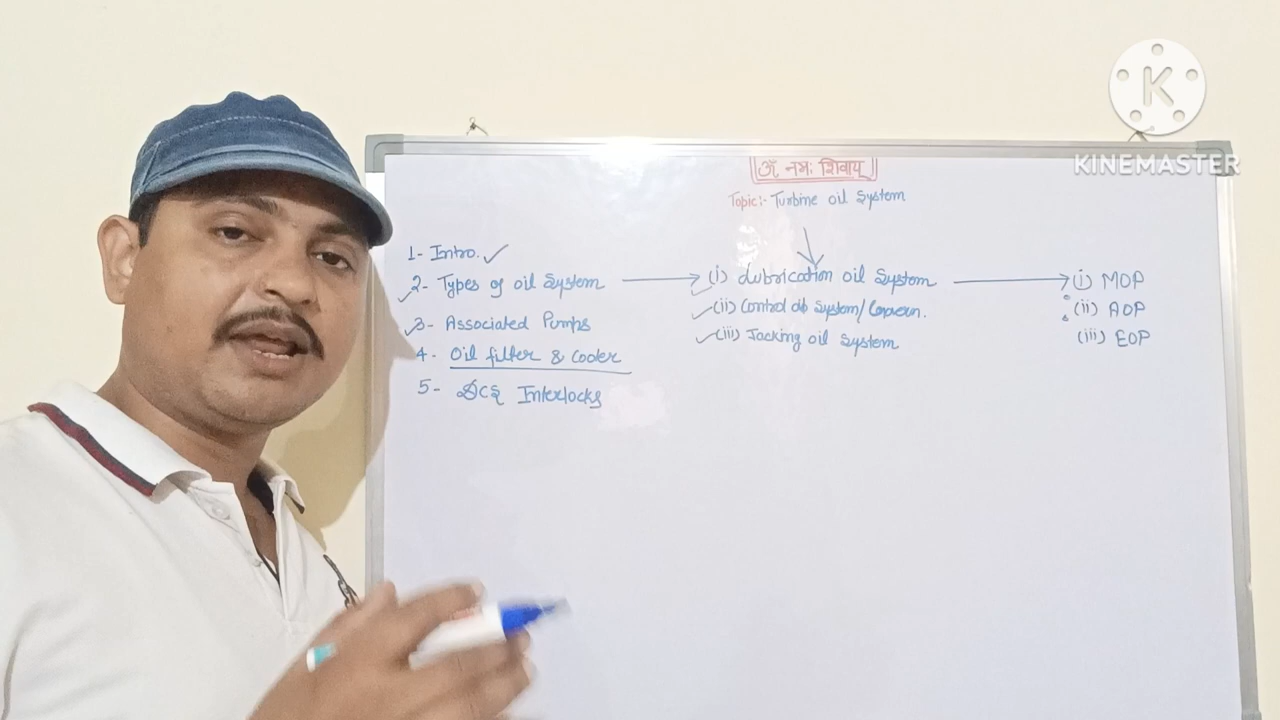 ॐ नमः शिवाय
Topic:- Turbine oil System
1- Intro.
2- Types of oil System
3- Associated Pumps
4- Oil filter & Cooler
5- DCS Interlocks
(i) Lubrication oil System
(ii) Control oil System/Govern.
(iii) Jacking oil System
(i) MOP
(ii) AOP
(iii) EOP
K
KINEMASTER